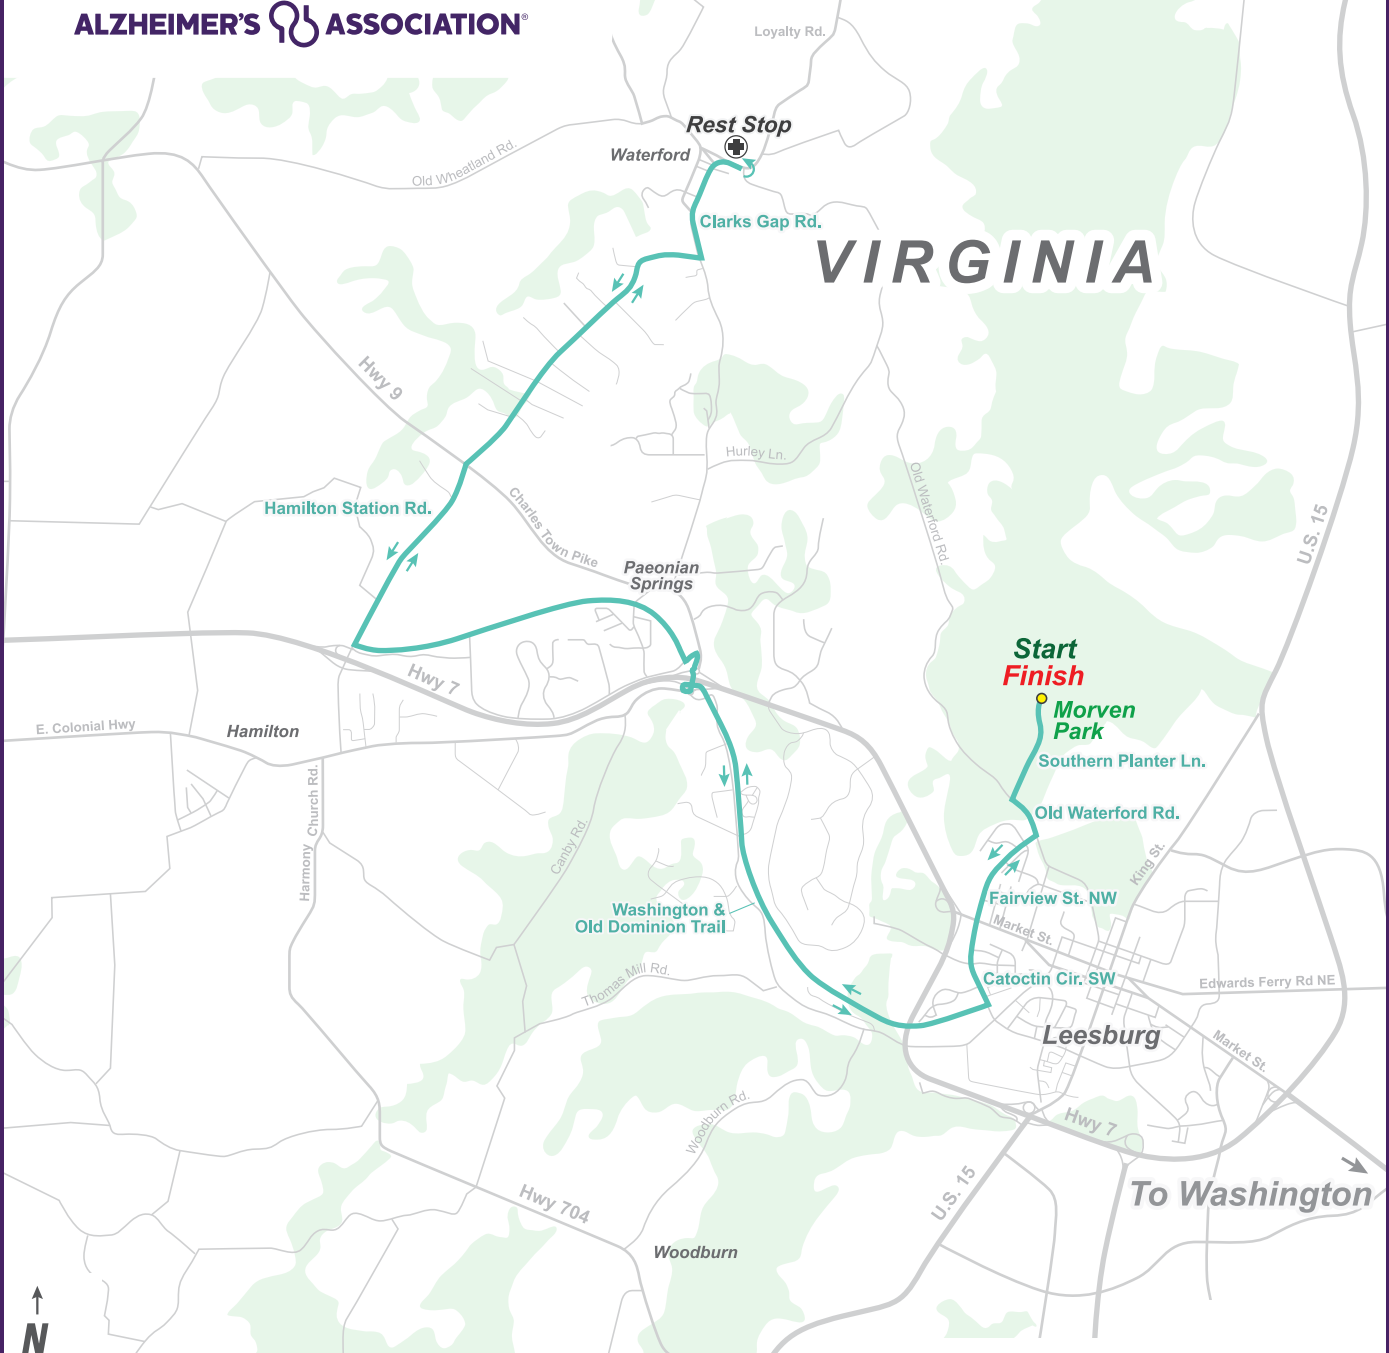 ALZHEIMER'S ASSOCIATION®
Loyalty Rd.
Rest Stop
Waterford
Old Wheatland Rd.
Clarks Gap Rd.
VIRGINIA
Hwy 9
Hurley Ln.
Old Waterford Rd.
Hamilton Station Rd.
Charles Town Pike
U.S. 15
Paeonian
Springs
Start
Finish
Morven
Park
Hwy 7
E. Colonial Hwy
Hamilton
Southern Planter Ln.
Old Waterford Rd.
Harmony Church Rd.
Canby Rd.
King St.
Fairview St. NW
Washington &
Old Dominion Trail
Market St.
Thomas Mill Rd.
Catoctin Cir. SW
Edwards Ferry Rd NE
Leesburg
Market St.
Woodburn Rd.
Hwy 7
U.S. 15
To Washington
Hwy 704
Woodburn
N